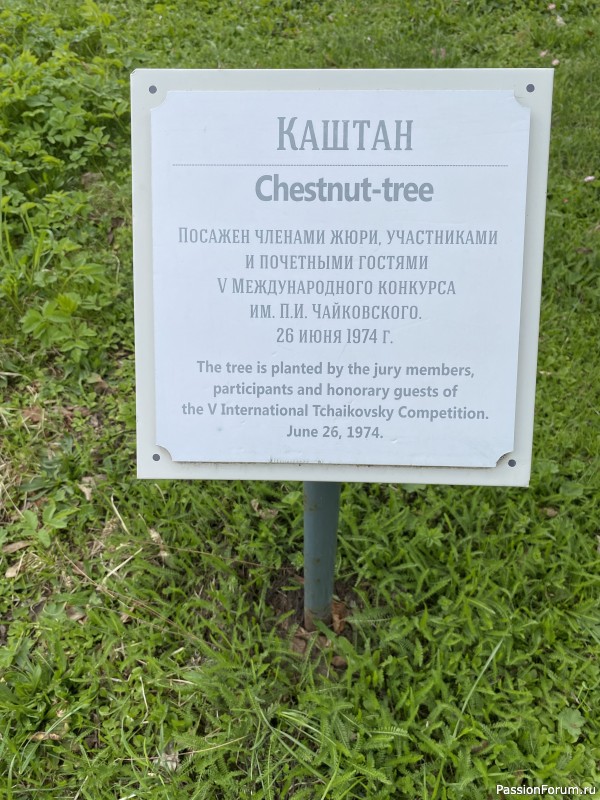 Каштан
Chestnut-tree
Посажен членами жюри, участниками
и почетными гостями
V Международного конкурса
им. П.И. Чайковского.
26 июня 1974 г.
The tree is planted by the jury members,
participants and honorary guests of
the V International Tchaikovsky Competition.
June 26, 1974.
PassionForum.ru